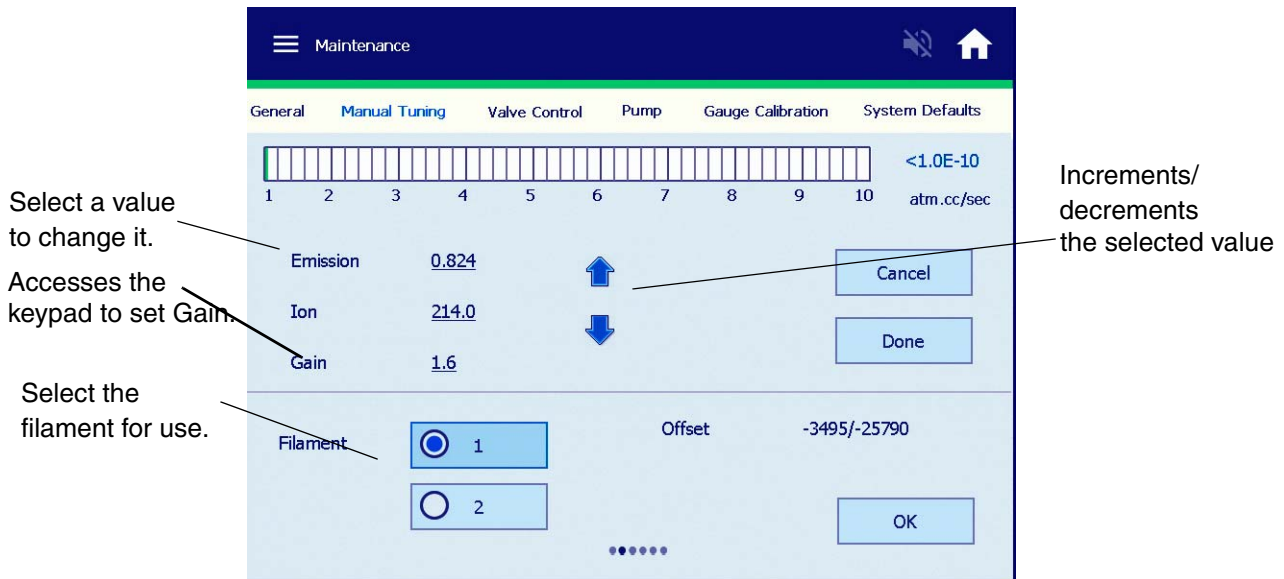 Maintenance
General Manual Tuning Valve Control Pump Gauge Calibration System Defaults
<1.0E-10
1 2 3 4 5 6 7 8 9 10 atm.cc/sec
Select a value
to change it.
Accesses the
keypad to set Gain.
Select the
filament for use.
Emission 0.824
Ion 214.0
Gain 1.6
Increments/
decrements
the selected value
Cancel
Done
Filament 1
2
Offset -3495/-25790
OK